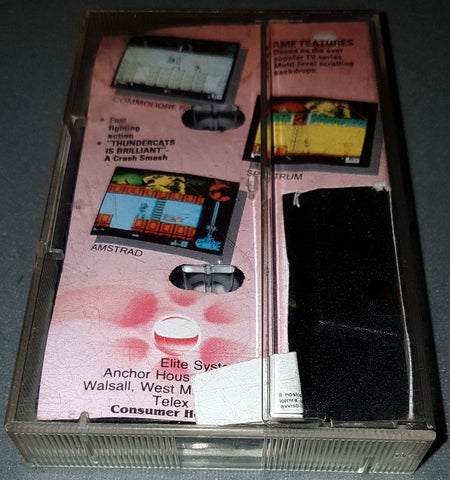 AME FEATURES
Based on the ever
popular TV series
Multi-level scrolling
backdrops.
COMMODORE
• Fast
fighting
action
• "THUNDERCATS
IS BRILLIANT"-
A Crash Smash
SPECTRUM
AMSTRAD
Elite Syst
Anchor Hous
Walsall, West M
Telex
Consumer H